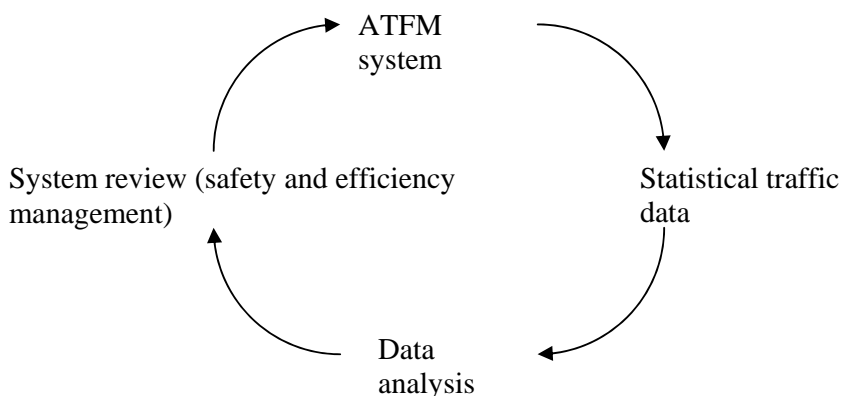 ATFM
system
System review (safety and efficiency
management)
Statistical traffic
data
Data
analysis